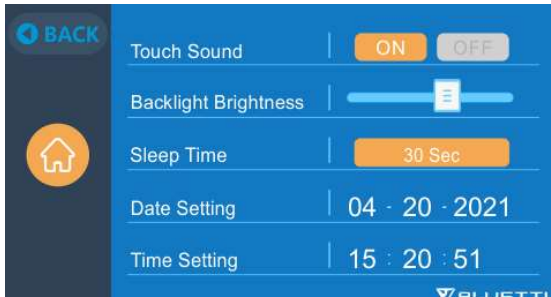 BACK
Touch Sound ON OFF
Backlight Brightness
Sleep Time 30 Sec
Date Setting 04 - 20 - 2021
Time Setting 15 : 20 : 51
BLUETTI